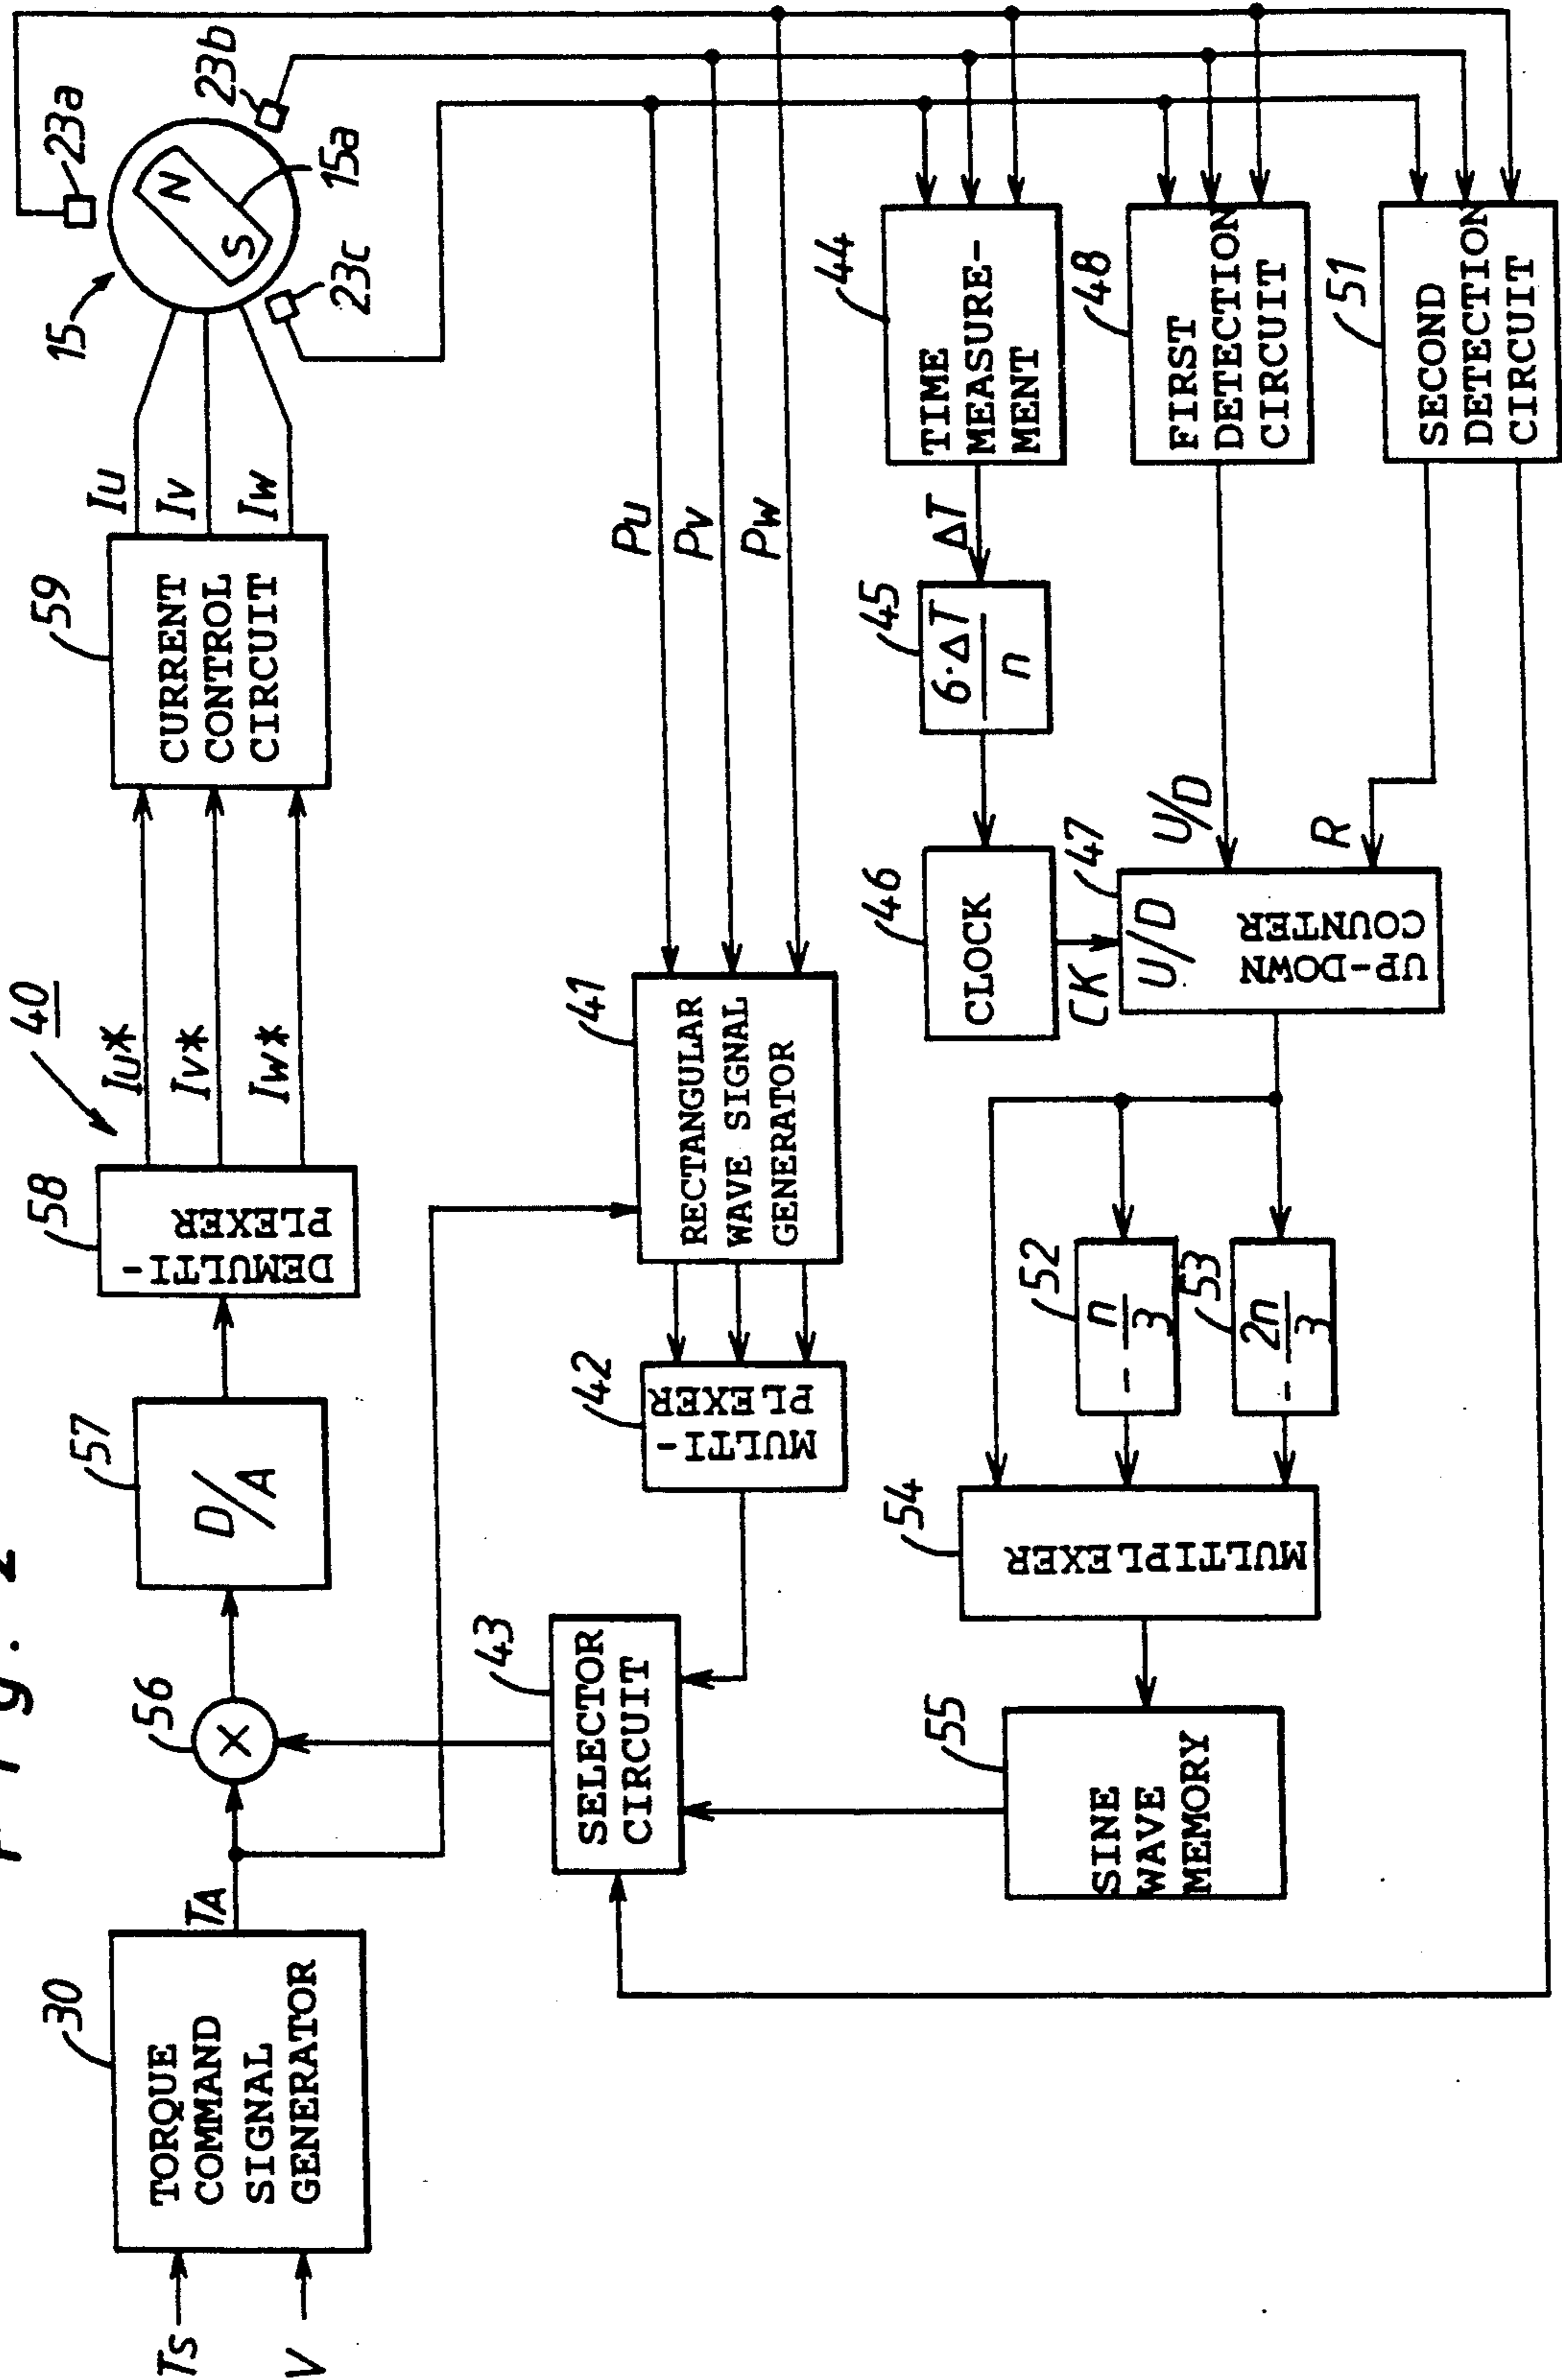 Fig. 2
40
Ts
V
30
TORQUE
COMMAND
SIGNAL
GENERATOR
TA
56
×
57
D/A
58
DEMULTI-
PLEXER
Iu*
Iv*
Iw*
59
CURRENT
CONTROL
CIRCUIT
Iu
Iv
Iw
15
N
S
15a
23a
23b
23c
43
SELECTOR
CIRCUIT
42
MULTI-
PLEXER
41
RECTANGULAR
WAVE SIGNAL
GENERATOR
Pu
Pv
Pw
55
SINE
WAVE
MEMORY
54
MULTIPLEXER
52
- n/3
53
- 2n/3
46
CLOCK
CK
45
6·ΔT
n
ΔT
44
TIME
MEASURE-
MENT
47
U/D
UP-DOWN
COUNTER
U/D
R
48
FIRST
DETECTION
CIRCUIT
51
SECOND
DETECTION
CIRCUIT